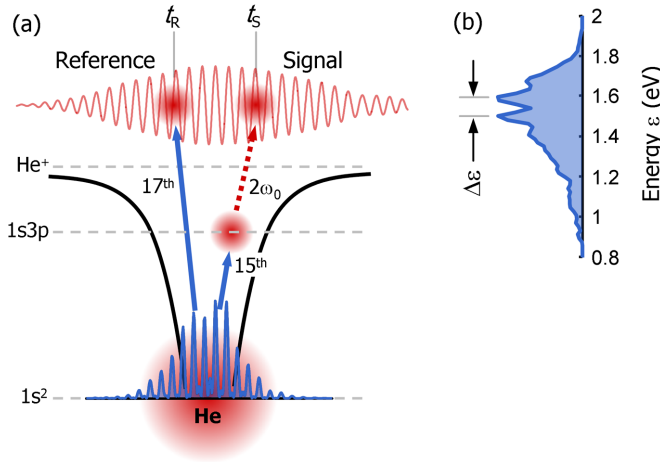 (a)
t_R
t_S
Reference
Signal
He⁺
17ᵗʰ
2ω₀
1s3p
15ᵗʰ
1s²
He
(b)
2
1.8
1.6
1.4
1.2
1
0.8
Δε
Energy ε (eV)